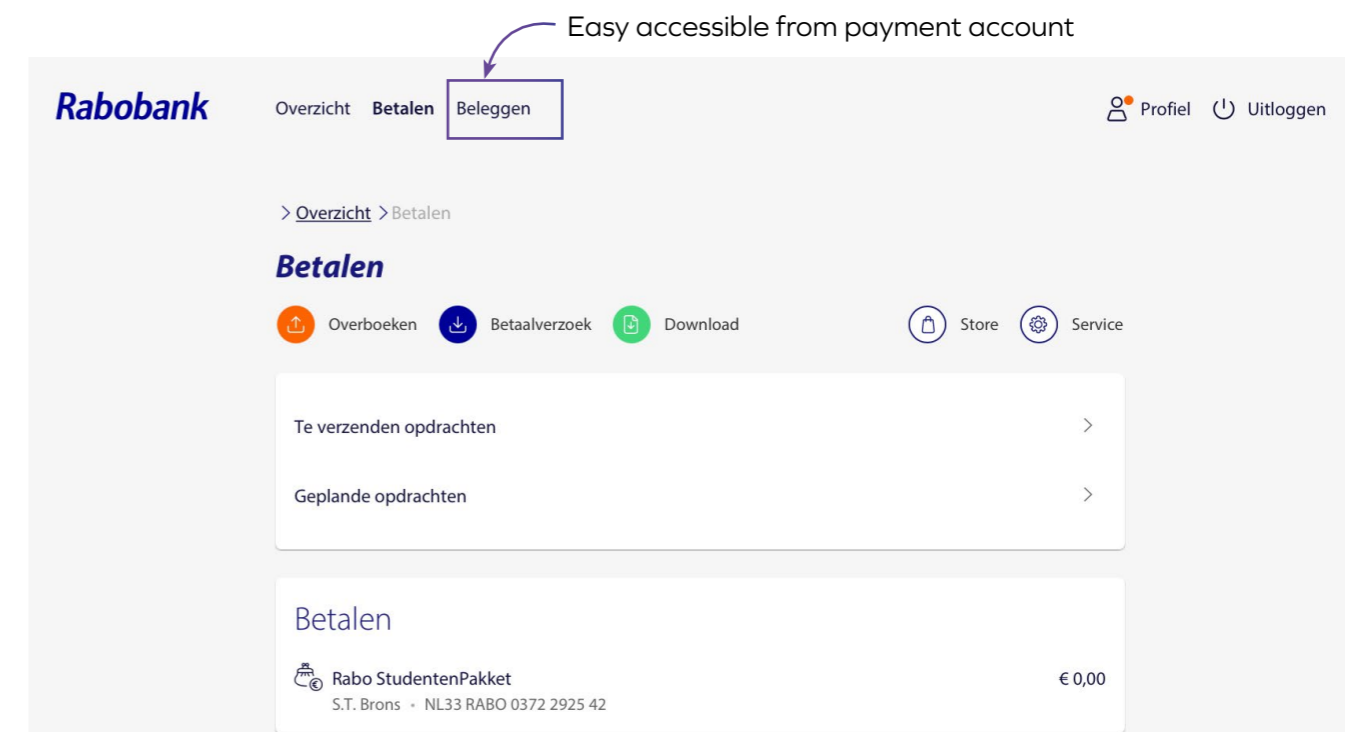 Easy accessible from payment account
Rabobank Overzicht Betalen Beleggen Profiel Uitloggen
> Overzicht > Betalen
Betalen
Overboeken Betaalverzoek Download Store Service
Te verzenden opdrachten
Geplande opdrachten
Betalen
Rabo StudentenPakket € 0,00
S.T. Brons • NL33 RABO 0372 2925 42